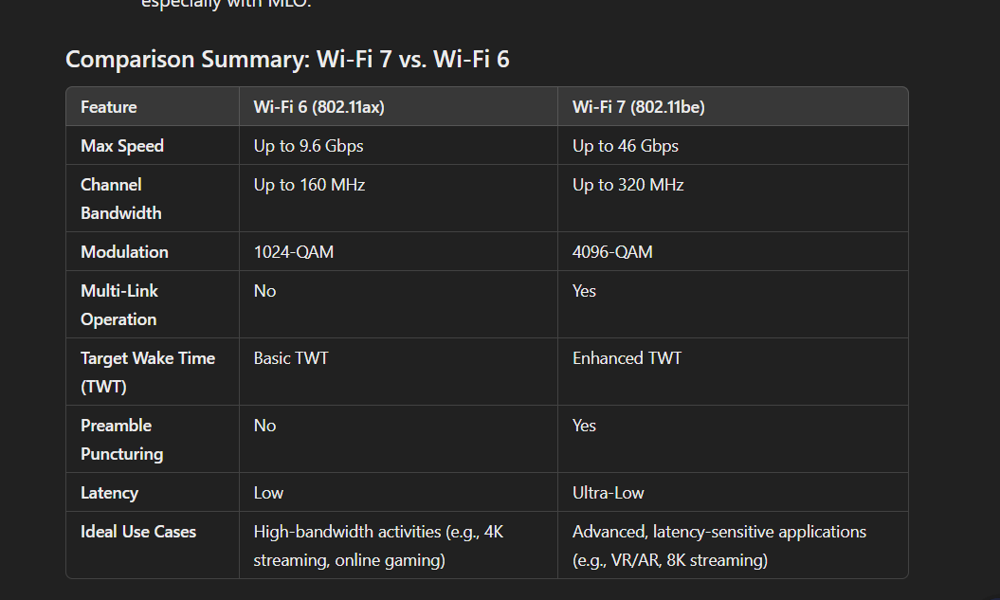 especially with MLO.
Comparison Summary: Wi-Fi 7 vs. Wi-Fi 6
Feature Wi-Fi 6 (802.11ax) Wi-Fi 7 (802.11be)
Max Speed Up to 9.6 Gbps Up to 46 Gbps
Channel Up to 160 MHz Up to 320 MHz
Bandwidth
Modulation 1024-QAM 4096-QAM
Multi-Link No Yes
Operation
Target Wake Time Basic TWT Enhanced TWT
(TWT)
Preamble No Yes
Puncturing
Latency Low Ultra-Low
Ideal Use Cases High-bandwidth activities (e.g., 4K Advanced, latency-sensitive applications
streaming, online gaming) (e.g., VR/AR, 8K streaming)